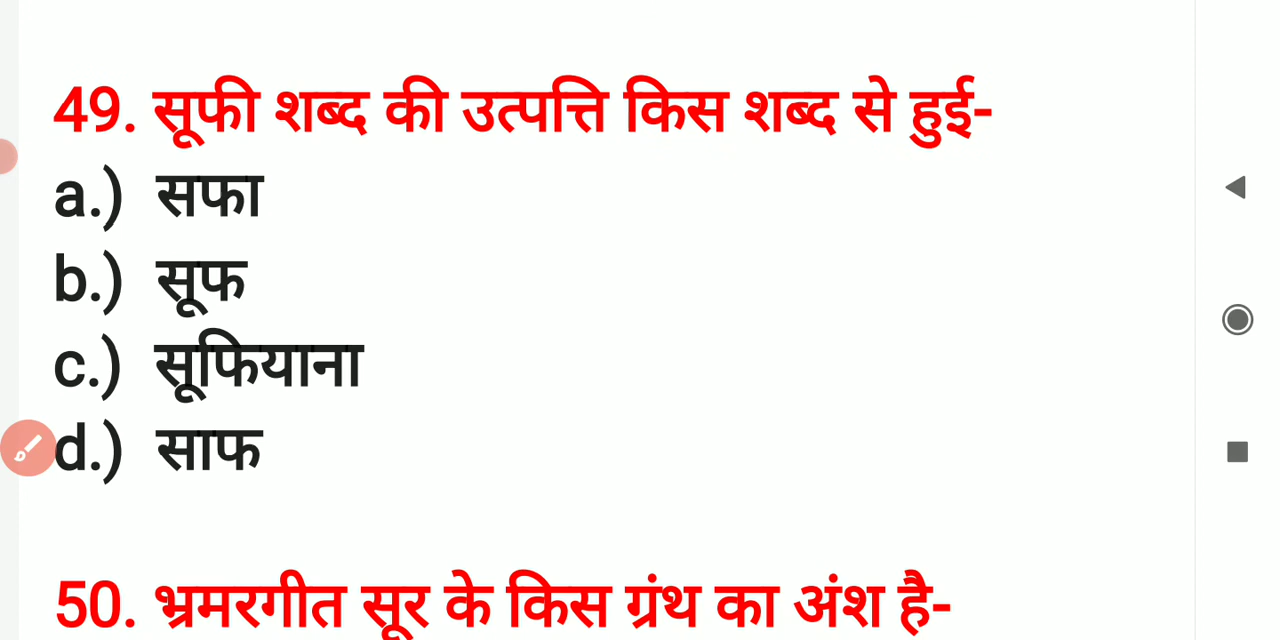 49. सूफी शब्द की उत्पत्ति किस शब्द से हुई-
a.) सफा
b.) सूफ
c.) सूफियाना
d.) साफ
50. भ्रमरगीत सूर के किस ग्रंथ का अंश है-